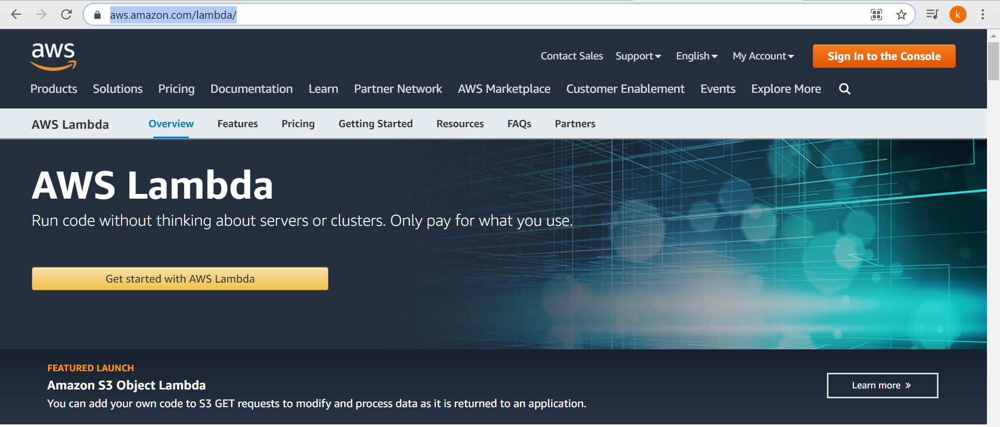 aws.amazon.com/lambda/
k
aws
Contact Sales Support English My Account Sign In to the Console
Products Solutions Pricing Documentation Learn Partner Network AWS Marketplace Customer Enablement Events Explore More
AWS Lambda Overview Features Pricing Getting Started Resources FAQs Partners
AWS Lambda
Run code without thinking about servers or clusters. Only pay for what you use.
Get started with AWS Lambda
FEATURED LAUNCH
Amazon S3 Object Lambda
You can add your own code to S3 GET requests to modify and process data as it is returned to an application.
Learn more »